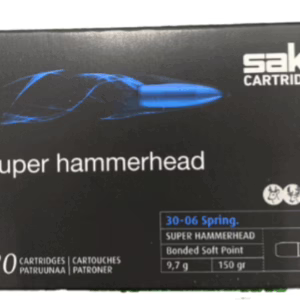 sak
CARTRID
uper hammerhead
30-06 Spring.
SUPER HAMMERHEAD
Bonded Soft Point
9,7 g 150 gr
0 CARTRIDGES CARTOUCHES
PATRUUNAA PATRONER